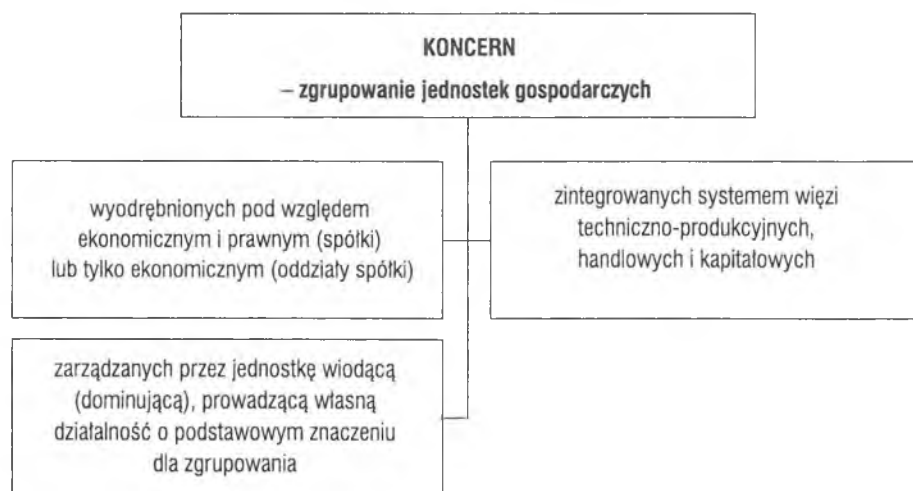 KONCERN
– zgrupowanie jednostek gospodarczych
wyodrębnionych pod względem
ekonomicznym i prawnym (spółki)
lub tylko ekonomicznym (oddziały spółki)
zintegrowanych systemem więzi
techniczno-produkcyjnych,
handlowych i kapitałowych
zarządzanych przez jednostkę wiodącą
(dominującą), prowadzącą własną
działalność o podstawowym znaczeniu
dla zgrupowania